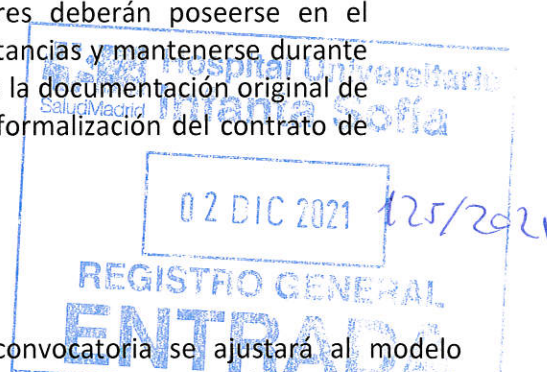 res deberán poseerse en el
tancias y mantenerse durante
la documentación original de
formalización del contrato de
Hospital Universitario
SaludMadrid Infanta Sofía
02 DIC 2021 125/2021
REGISTRO GENERAL
ENTRADA
convocatoria se ajustará al modelo